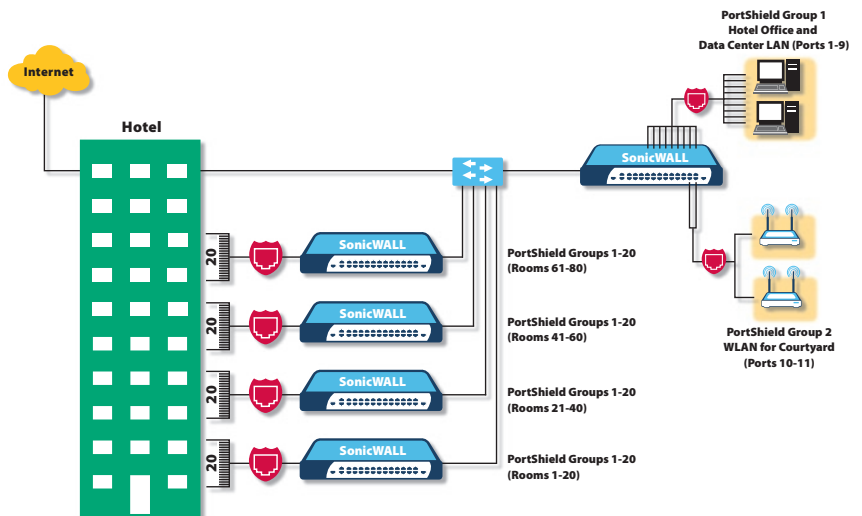 PortShield Group 1
Hotel Office and
Data Center LAN (Ports 1-9)
Internet
Hotel
SonicWALL
20
SonicWALL
PortShield Groups 1-20
(Rooms 61-80)
20
SonicWALL
PortShield Groups 1-20
(Rooms 41-60)
PortShield Group 2
WLAN for Courtyard
(Ports 10-11)
20
SonicWALL
PortShield Groups 1-20
(Rooms 21-40)
20
SonicWALL
PortShield Groups 1-20
(Rooms 1-20)